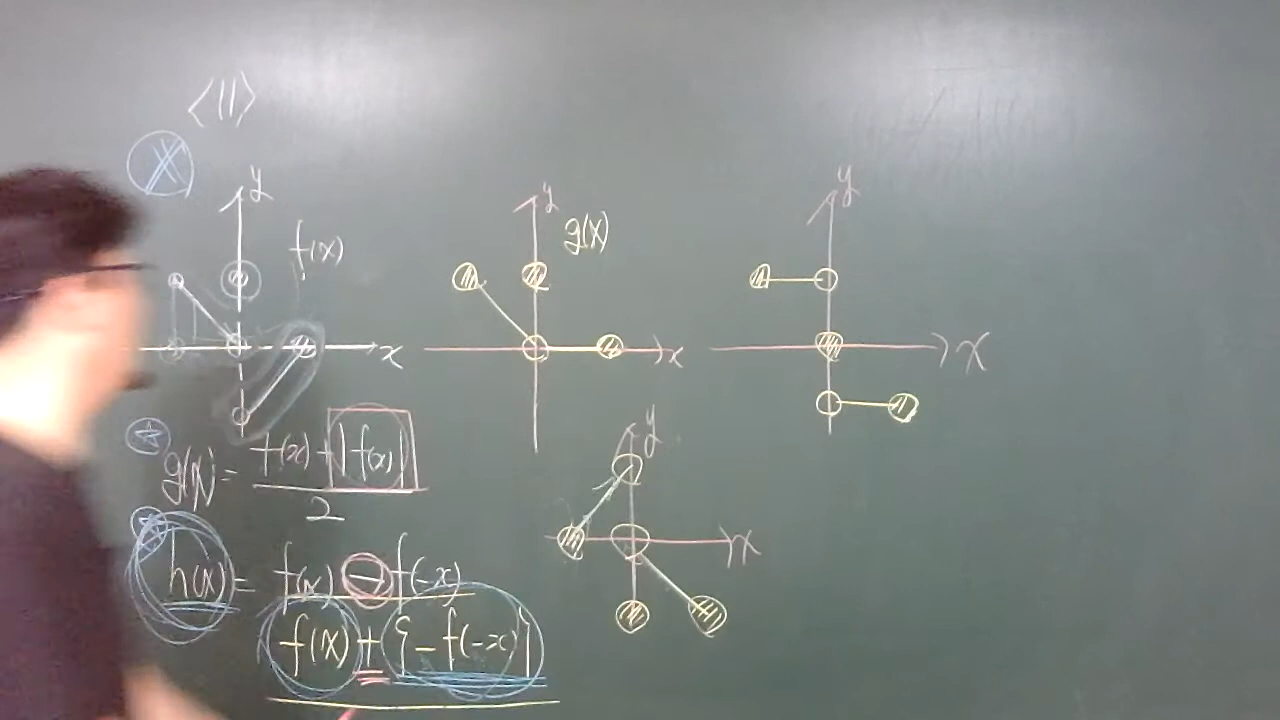 <11>
X
y
f(x)
x
y
g(x)
x
y
x
g(x) = f(x) + |f(x)|
2
h(x) = f(x) - f(-x)
f(x) + {-f(-x)}
y
x